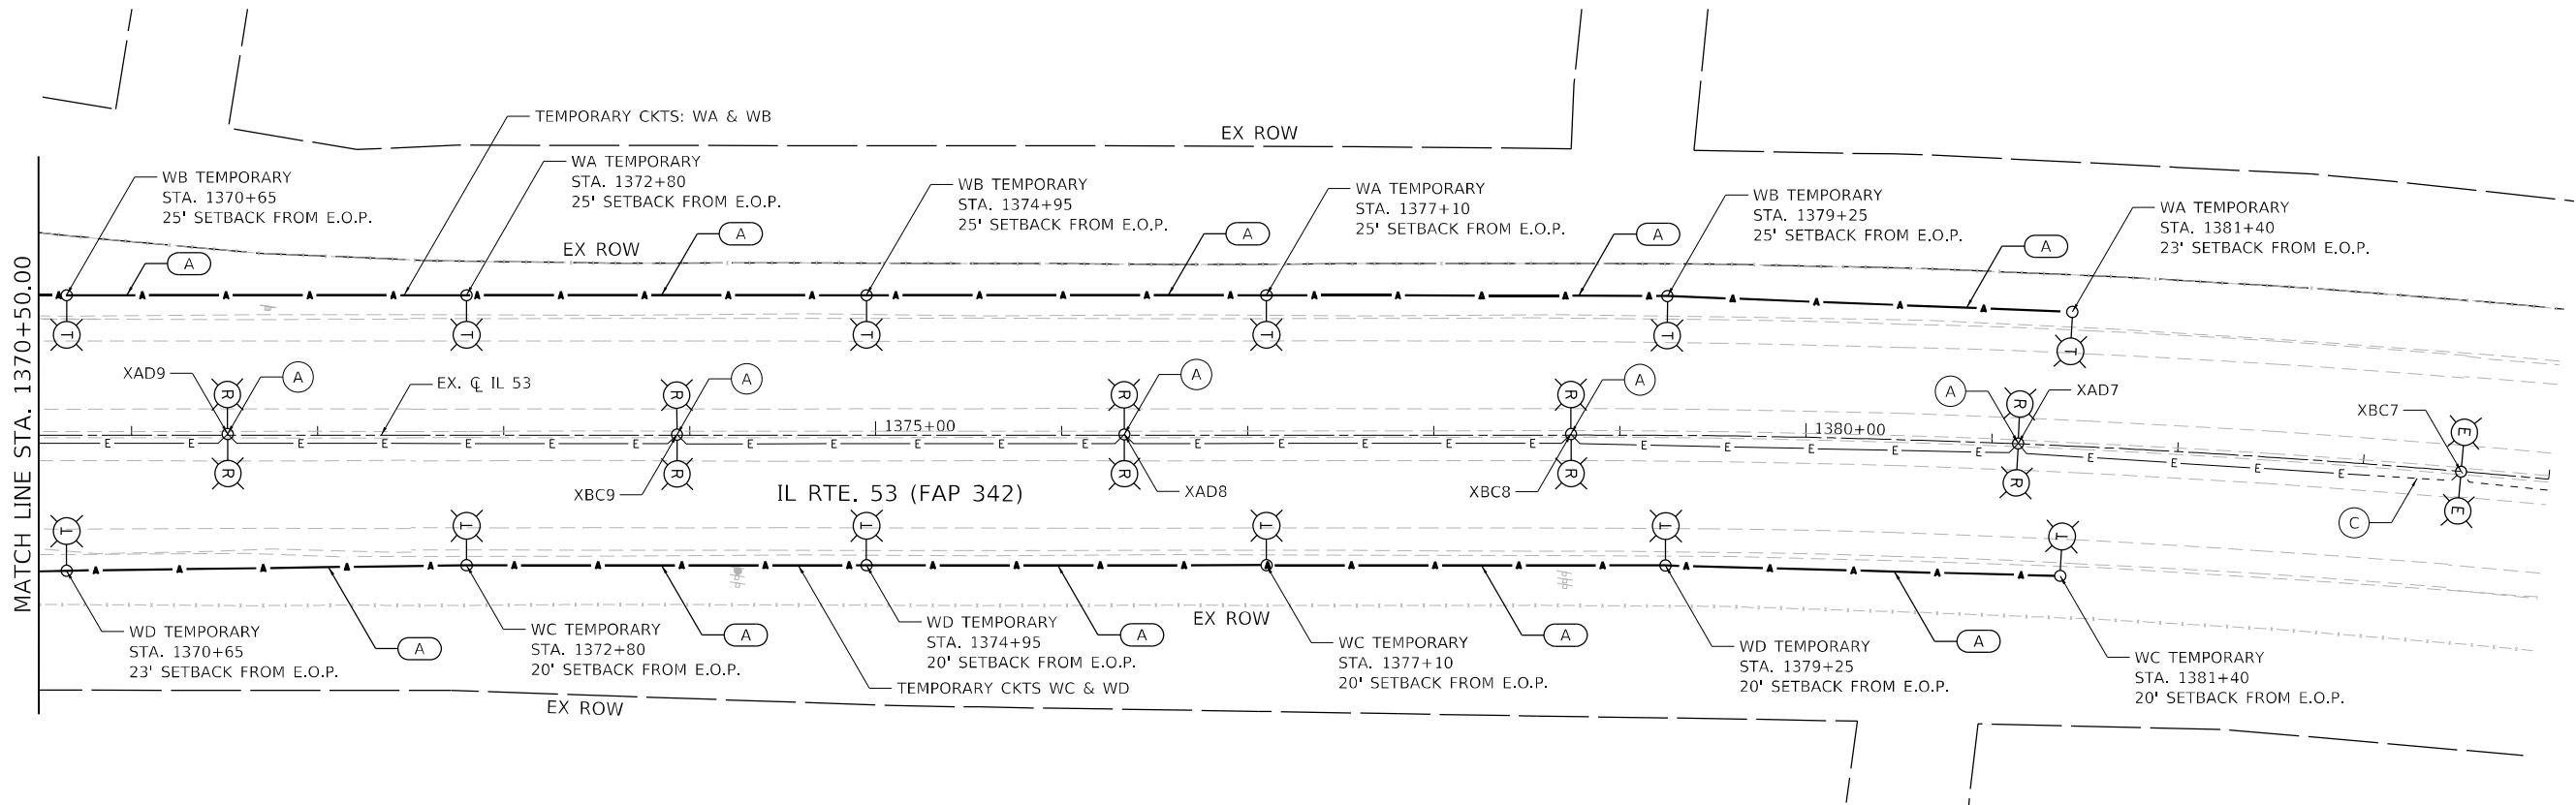 TEMPORARY CKTS: WA & WB
EX ROW
WB TEMPORARY
STA. 1370+65
25' SETBACK FROM E.O.P.
WA TEMPORARY
STA. 1372+80
25' SETBACK FROM E.O.P.
WB TEMPORARY
STA. 1374+95
25' SETBACK FROM E.O.P.
WA TEMPORARY
STA. 1377+10
25' SETBACK FROM E.O.P.
WB TEMPORARY
STA. 1379+25
25' SETBACK FROM E.O.P.
WA TEMPORARY
STA. 1381+40
23' SETBACK FROM E.O.P.
EX ROW
A
A
A
A
A
MATCH LINE STA. 1370+50.00
A A A A A A A A A A A A A A A A A A A A A A A A
T T T T T T
XAD9
A
EX. ℄ IL 53
A
A
A
A
XAD7
XBC7
R R R R R E
1375+00
1380+00
E E E E E E E E E E E E E E E E E E E E E E E E E E E
R R R R R E
XBC9
IL RTE. 53 (FAP 342)
XAD8
XBC8
C
T T T T T T
A A A A A A A A A A A A A A A A A A A A A A A A
EX ROW
WD TEMPORARY
STA. 1370+65
23' SETBACK FROM E.O.P.
A
WC TEMPORARY
STA. 1372+80
20' SETBACK FROM E.O.P.
A
WD TEMPORARY
STA. 1374+95
20' SETBACK FROM E.O.P.
A
WC TEMPORARY
STA. 1377+10
20' SETBACK FROM E.O.P.
A
WD TEMPORARY
STA. 1379+25
20' SETBACK FROM E.O.P.
A
WC TEMPORARY
STA. 1381+40
20' SETBACK FROM E.O.P.
TEMPORARY CKTS WC & WD
EX ROW